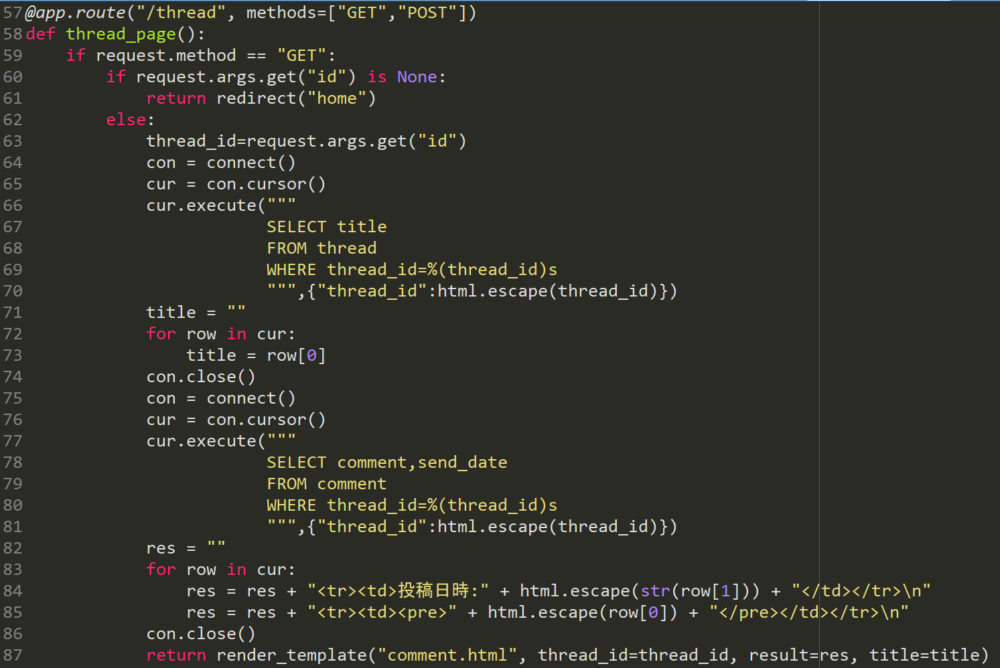 57@app.route("/thread", methods=["GET","POST"])
58def thread_page():
59    if request.method == "GET":
60        if request.args.get("id") is None:
61            return redirect("home")
62        else:
63            thread_id=request.args.get("id")
64            con = connect()
65            cur = con.cursor()
66            cur.execute("""
67                        SELECT title
68                        FROM thread
69                        WHERE thread_id=%(thread_id)s
70                        """,{"thread_id":html.escape(thread_id)})
71            title = ""
72            for row in cur:
73                title = row[0]
74            con.close()
75            con = connect()
76            cur = con.cursor()
77            cur.execute("""
78                        SELECT comment,send_date
79                        FROM comment
80                        WHERE thread_id=%(thread_id)s
81                        """,{"thread_id":html.escape(thread_id)})
82            res = ""
83            for row in cur:
84                res = res + "<tr><td>投稿日時:" + html.escape(str(row[1])) + "</td></tr>\n"
85                res = res + "<tr><td><pre>" + html.escape(row[0]) + "</pre></td></tr>\n"
86            con.close()
87            return render_template("comment.html", thread_id=thread_id, result=res, title=title)